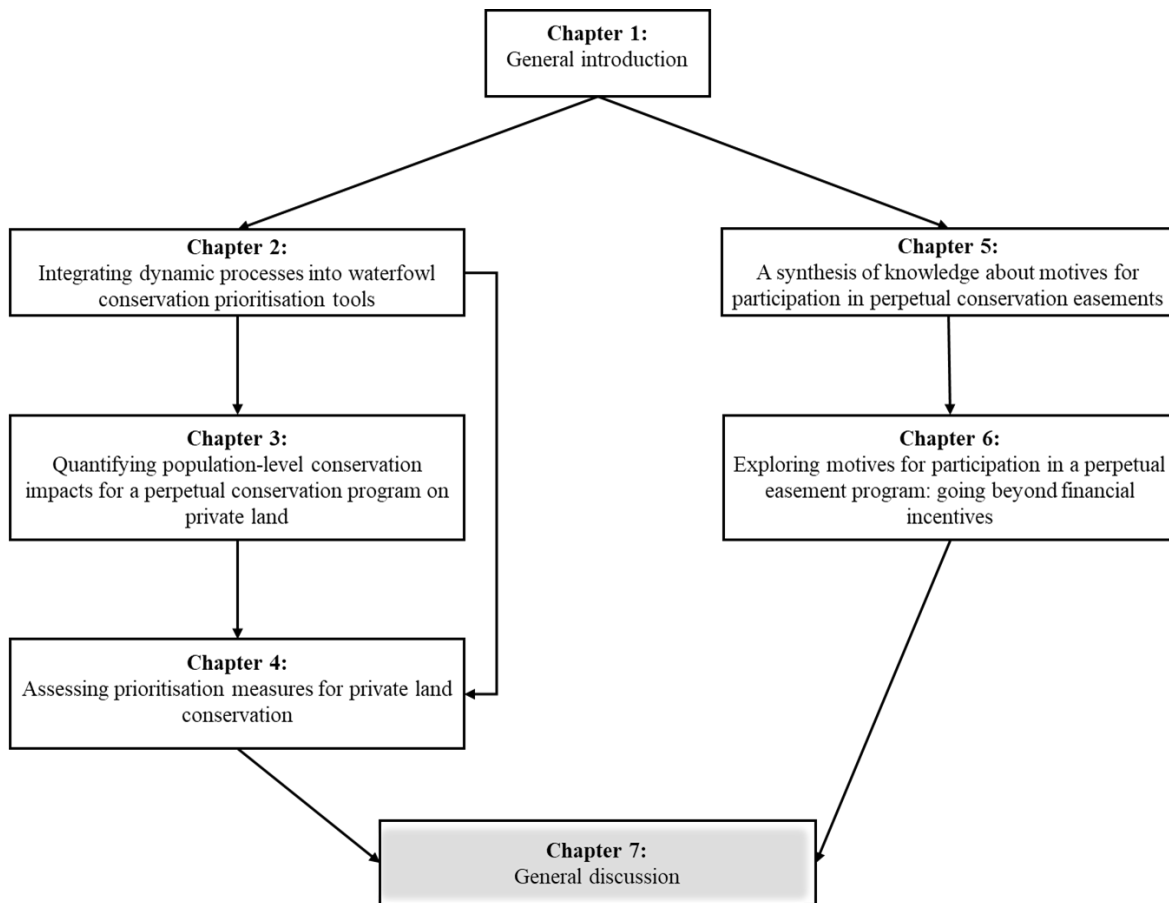 Chapter 1:
General introduction
Chapter 2:
Integrating dynamic processes into waterfowl
conservation prioritisation tools
Chapter 5:
A synthesis of knowledge about motives for
participation in perpetual conservation easements
Chapter 3:
Quantifying population-level conservation
impacts for a perpetual conservation program on
private land
Chapter 6:
Exploring motives for participation in a perpetual
easement program: going beyond financial
incentives
Chapter 4:
Assessing prioritisation measures for private land
conservation
Chapter 7:
General discussion